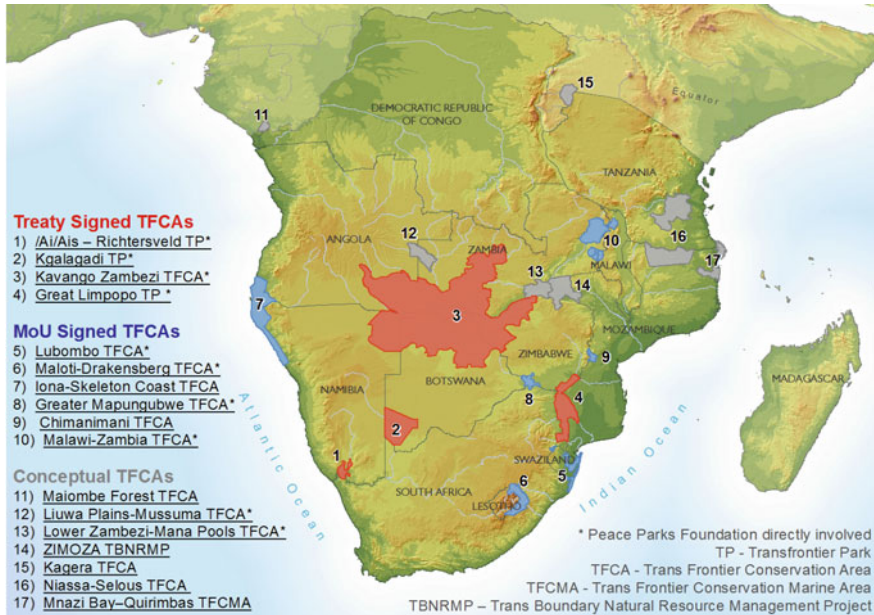 Treaty Signed TFCAs
1) /Ai/Ais – Richtersveld TP*
2) Kgalagadi TP*
3) Kavango Zambezi TFCA*
4) Great Limpopo TP *
MoU Signed TFCAs
5) Lubombo TFCA*
6) Maloti-Drakensberg TFCA*
7) Iona-Skeleton Coast TFCA
8) Greater Mapungubwe TFCA*
9) Chimanimani TFCA
10) Malawi-Zambia TFCA*
Conceptual TFCAs
11) Maiombe Forest TFCA
12) Liuwa Plains-Mussuma TFCA*
13) Lower Zambezi-Mana Pools TFCA*
14) ZIMOZA TBNRMP
15) Kagera TFCA
16) Niassa-Selous TFCA
17) Mnazi Bay–Quirimbas TFCMA
15
Equator
11
DEMOCRATIC REPUBLIC
OF CONGO
TANZANIA
12
ANGOLA
ZAMBIA
10
16
17
MALAWI
13
14
7
3
MOZAMBIQUE
ZIMBABWE
9
NAMIBIA
BOTSWANA
8
4
MADAGASCAR
Atlantic Ocean
2
1
SWAZILAND
5
Indian Ocean
SOUTH AFRICA
6
LESOTHO
* Peace Parks Foundation directly involved
TP - Transfrontier Park
TFCA - Trans Frontier Conservation Area
TFCMA - Trans Frontier Conservation Marine Area
TBNRMP – Trans Boundary Natural Resource Management Project